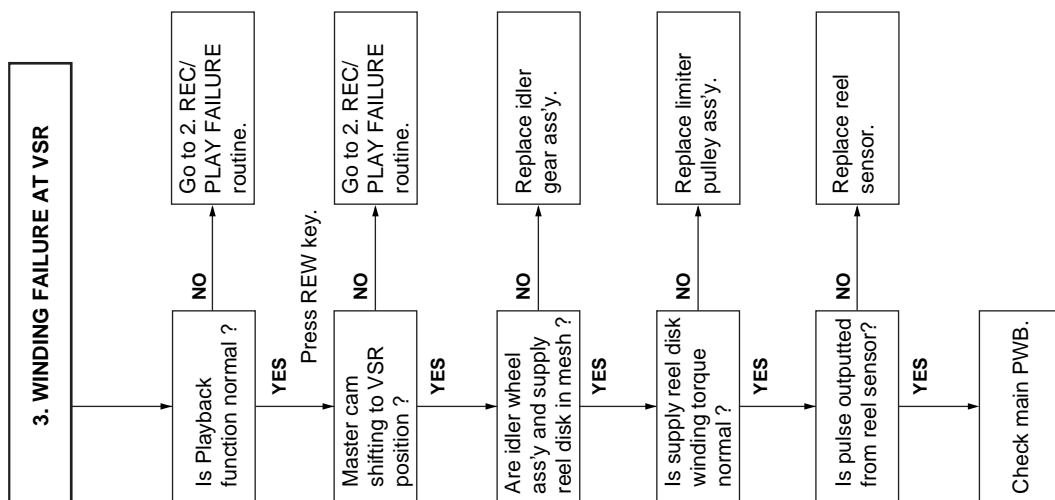 3. WINDING FAILURE AT VSR
Is Playback
function normal ?
NO
Go to 2. REC/
PLAY FAILURE
routine.
YES
Press REW key.
Master cam
shifting to VSR
position ?
NO
Go to 2. REC/
PLAY FAILURE
routine.
YES
Are idler wheel
ass'y and supply
reel disk in mesh ?
NO
Replace idler
gear ass'y.
YES
Is supply reel disk
winding torque
normal ?
NO
Replace limiter
pulley ass'y.
YES
Is pulse outputted
from reel sensor?
NO
Replace reel
sensor.
YES
Check main PWB.